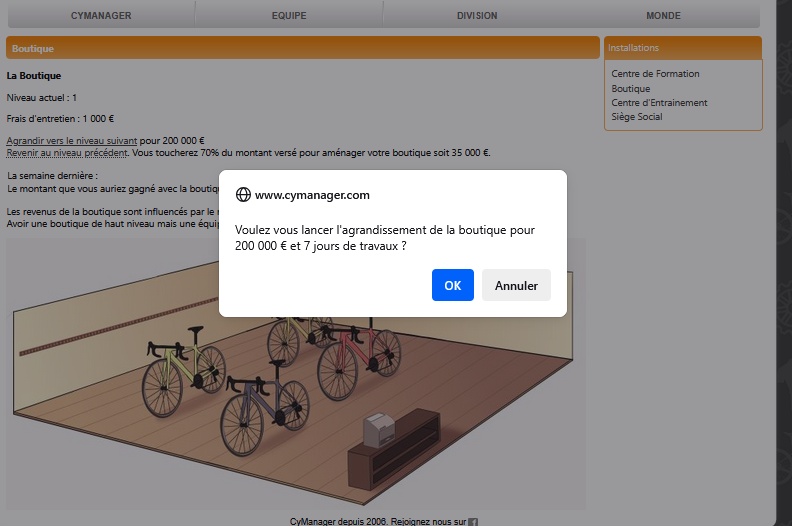 CYMANAGER EQUIPE DIVISION MONDE
Boutique
La Boutique
Niveau actuel : 1
Frais d'entretien : 1 000 €
Agrandir vers le niveau suivant pour 200 000 €
Revenir au niveau précédent. Vous toucherez 70% du montant versé pour aménager votre boutique soit 35 000 €.
La semaine dernière :
Le montant que vous auriez gagné avec la boutiq
Les revenus de la boutique sont influencés par le
Avoir une boutique de haut niveau mais une équip
Installations
Centre de Formation
Boutique
Centre d'Entrainement
Siège Social
www.cymanager.com
Voulez vous lancer l'agrandissement de la boutique pour
200 000 € et 7 jours de travaux ?
OK Annuler
CyManager depuis 2006. Rejoignez nous sur